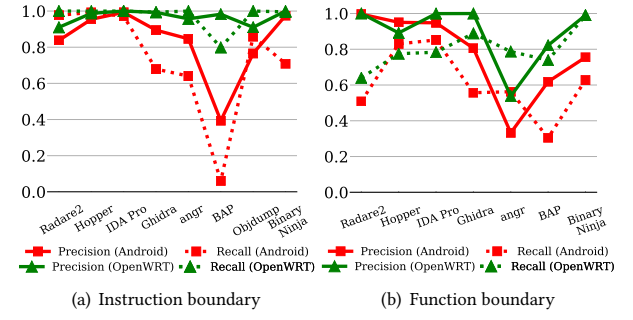 1.0
0.8
0.6
0.4
0.2
0.0
Radare2
Hopper
IDA Pro
Ghidra
angr
BAP
Objdump
Binary
Ninja
Precision (Android)
Recall (Android)
Precision (OpenWRT)
Recall (OpenWRT)
(a) Instruction boundary
1.0
0.8
0.6
0.4
0.2
0.0
Radare2
Hopper
IDA Pro
Ghidra
angr
BAP
Binary
Ninja
Precision (Android)
Recall (Android)
Precision (OpenWRT)
Recall (OpenWRT)
(b) Function boundary